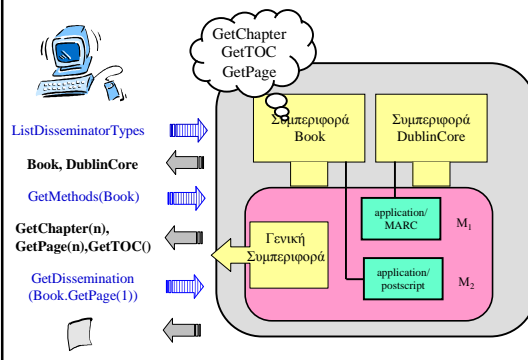 GetChapter
GetTOC
GetPage
Συμπεριφορά
Book
Συμπεριφορά
DublinCore
ListDisseminatorTypes
Book, DublinCore
GetMethods(Book)
GetChapter(n),
GetPage(n),GetTOC()
GetDissemination
(Book.GetPage(1))
application/
MARC
M1
Γενική
Συμπεριφορά
application/
postscript
M2